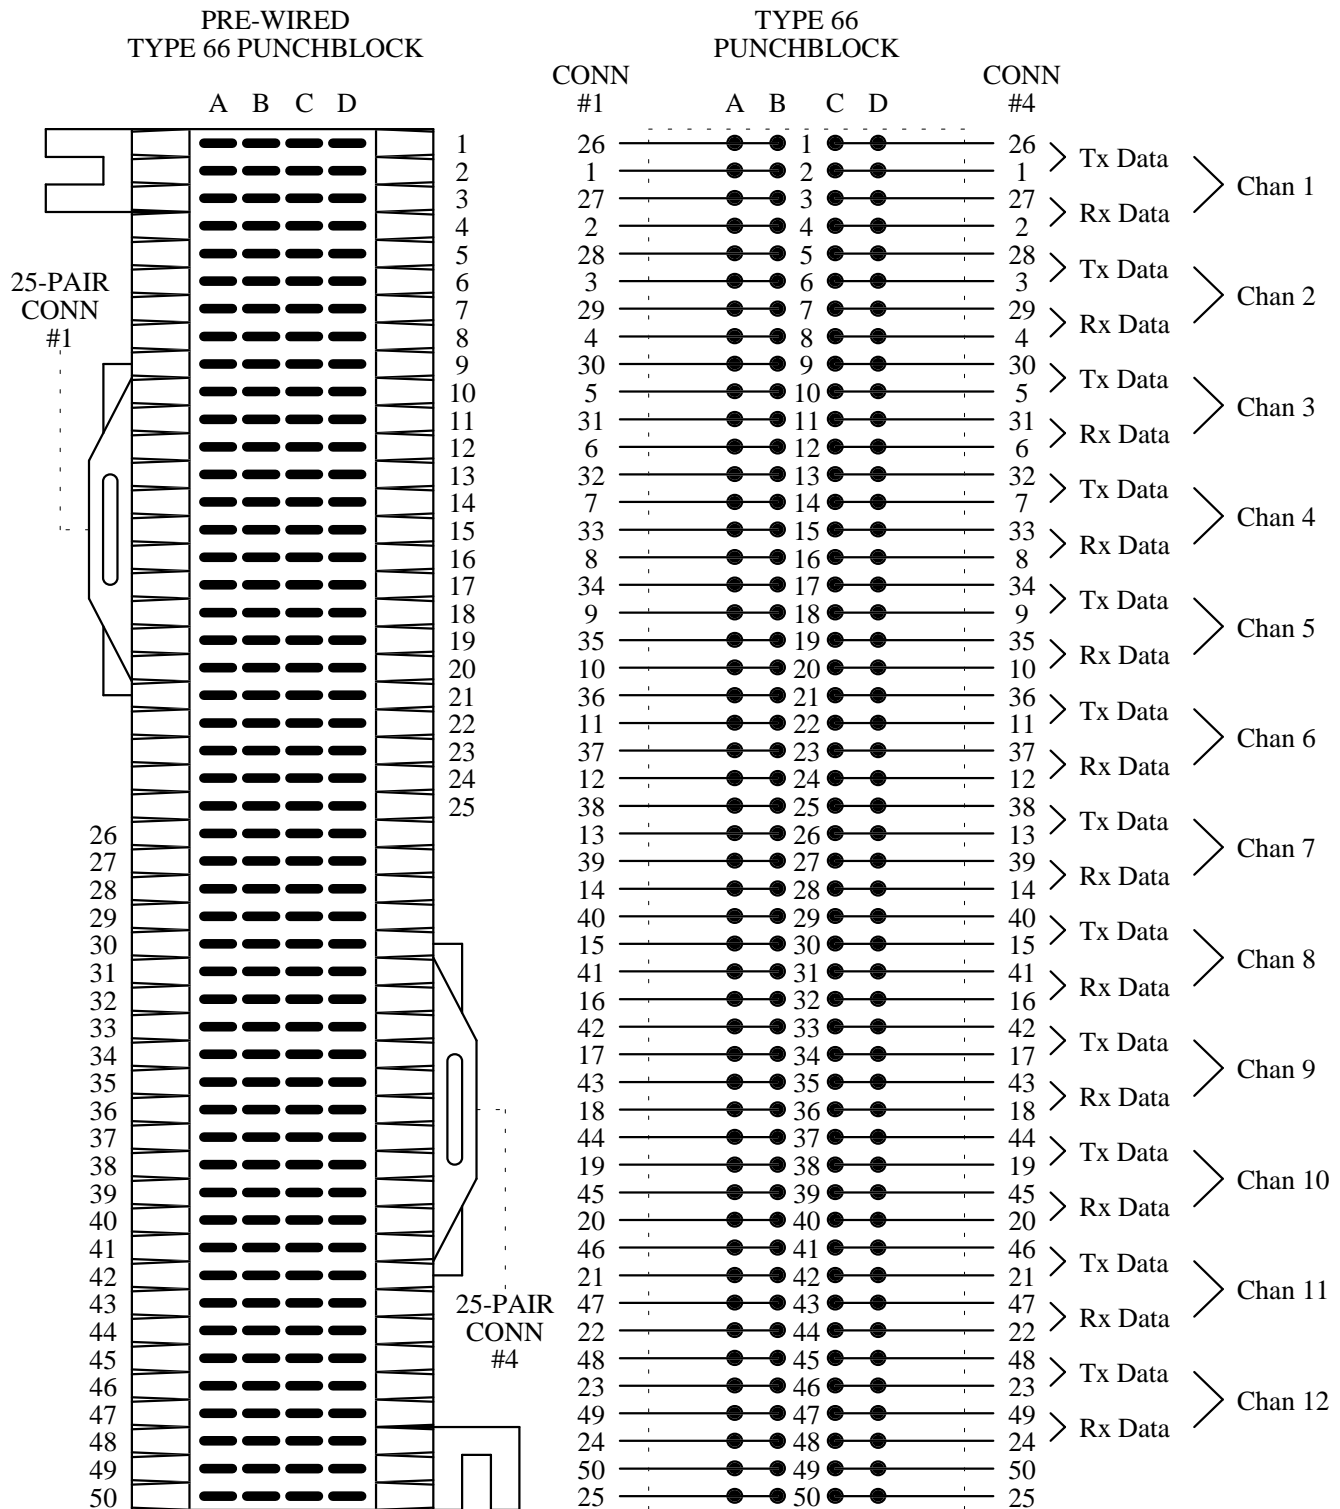 PRE-WIRED
TYPE 66 PUNCHBLOCK
TYPE 66
PUNCHBLOCK
CONN
#1
CONN
#4
A B C D
A B C D
25-PAIR
CONN
#1
1
2
3
4
5
6
7
8
9
10
11
12
13
14
15
16
17
18
19
20
21
22
23
24
25
26
27
28
29
30
31
32
33
34
35
36
37
38
39
40
41
42
43
44
45
46
47
48
49
50
25-PAIR
CONN
#4
26 1 26
1 2 1
27 3 27
2 4 2
28 5 28
3 6 3
29 7 29
4 8 4
30 9 30
5 10 5
31 11 31
6 12 6
32 13 32
7 14 7
33 15 33
8 16 8
34 17 34
9 18 9
35 19 35
10 20 10
36 21 36
11 22 11
37 23 37
12 24 12
38 25 38
13 26 13
39 27 39
14 28 14
40 29 40
15 30 15
41 31 41
16 32 16
42 33 42
17 34 17
43 35 43
18 36 18
44 37 44
19 38 19
45 39 45
20 40 20
46 41 46
21 42 21
47 43 47
22 44 22
48 45 48
23 46 23
49 47 49
24 48 24
50 49 50
25 50 25
Tx Data
Rx Data
Chan 1
Tx Data
Rx Data
Chan 2
Tx Data
Rx Data
Chan 3
Tx Data
Rx Data
Chan 4
Tx Data
Rx Data
Chan 5
Tx Data
Rx Data
Chan 6
Tx Data
Rx Data
Chan 7
Tx Data
Rx Data
Chan 8
Tx Data
Rx Data
Chan 9
Tx Data
Rx Data
Chan 10
Tx Data
Rx Data
Chan 11
Tx Data
Rx Data
Chan 12